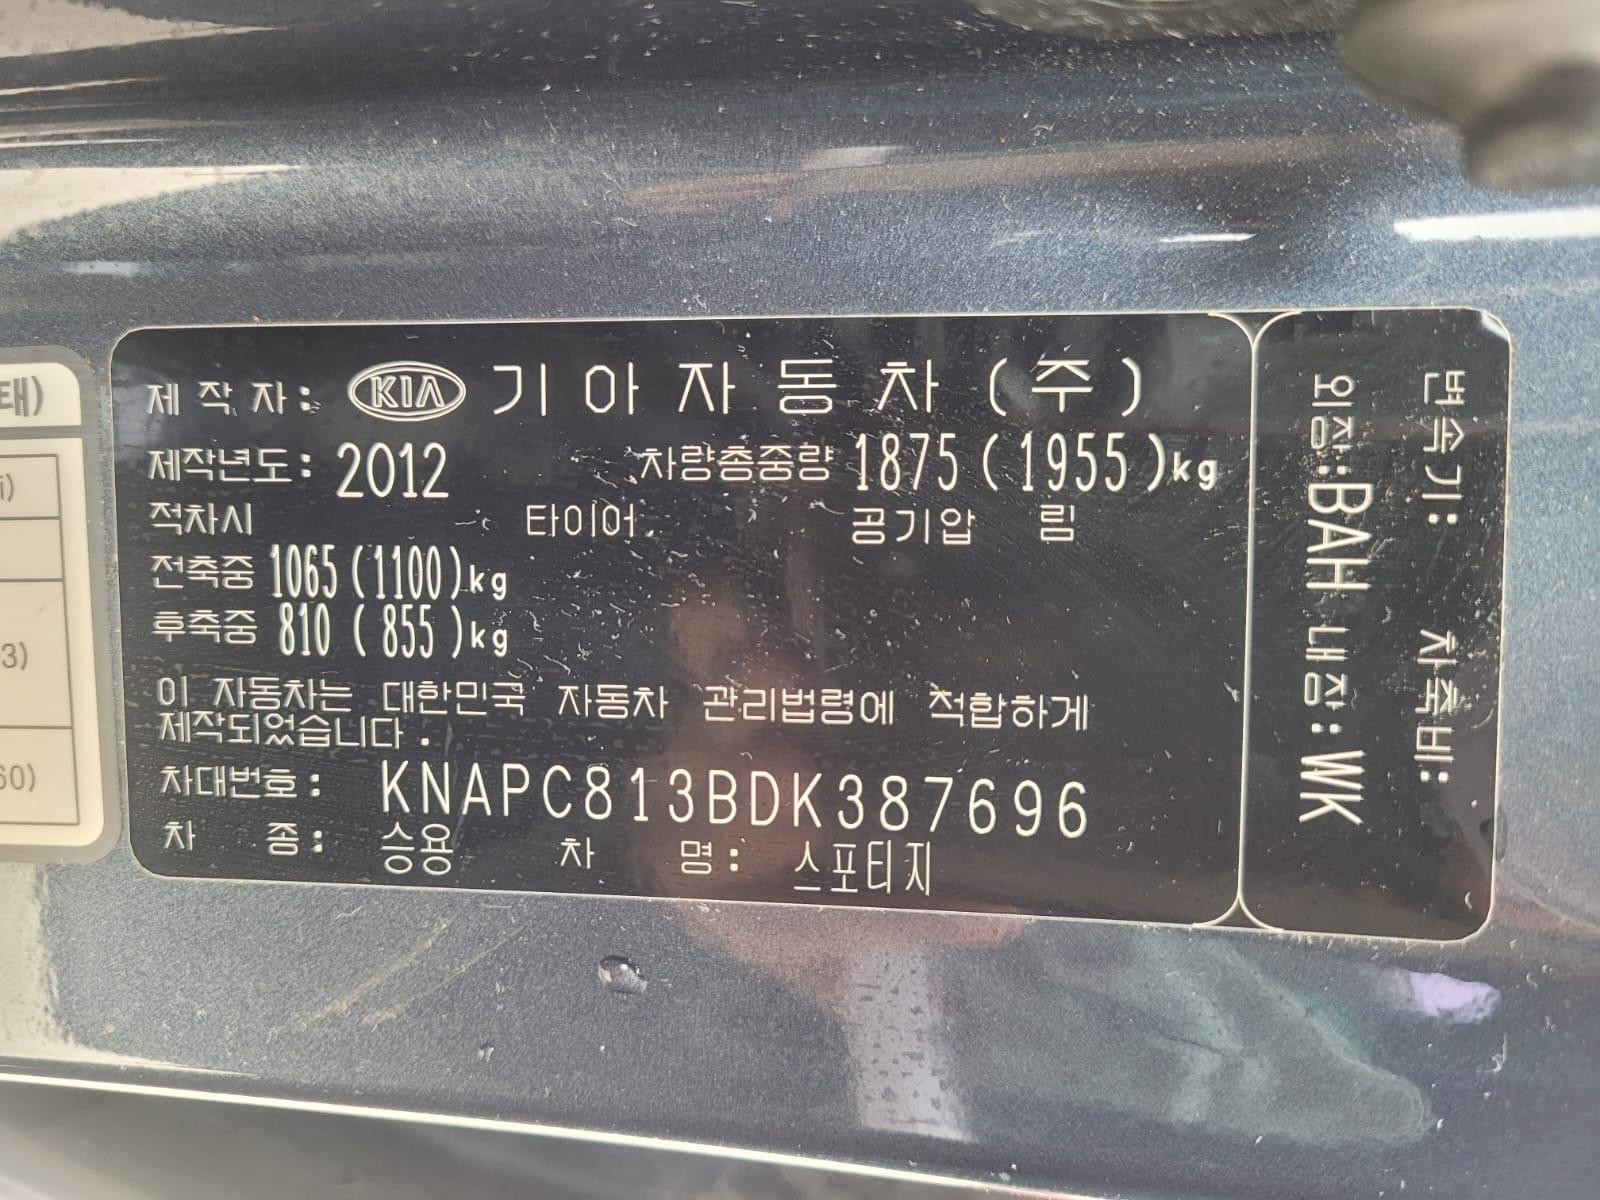 태)
i)
3)
60)
제 작 자: KIA 기아자동차(주)
제작년도: 2012 차량총중량 1875 (1955)kg
적차시 타이어 공기압 림
전축중 1065(1100)kg
후축중 810 (855)kg
이 자동차는 대한민국 자동차 관리법령에 적합하게
제작되었습니다.
차대번호: KNAPC813BDK387696
차 종: 승용 차 명: 스포티지
변속기: 차축비:
외장:BAH 내장:WK